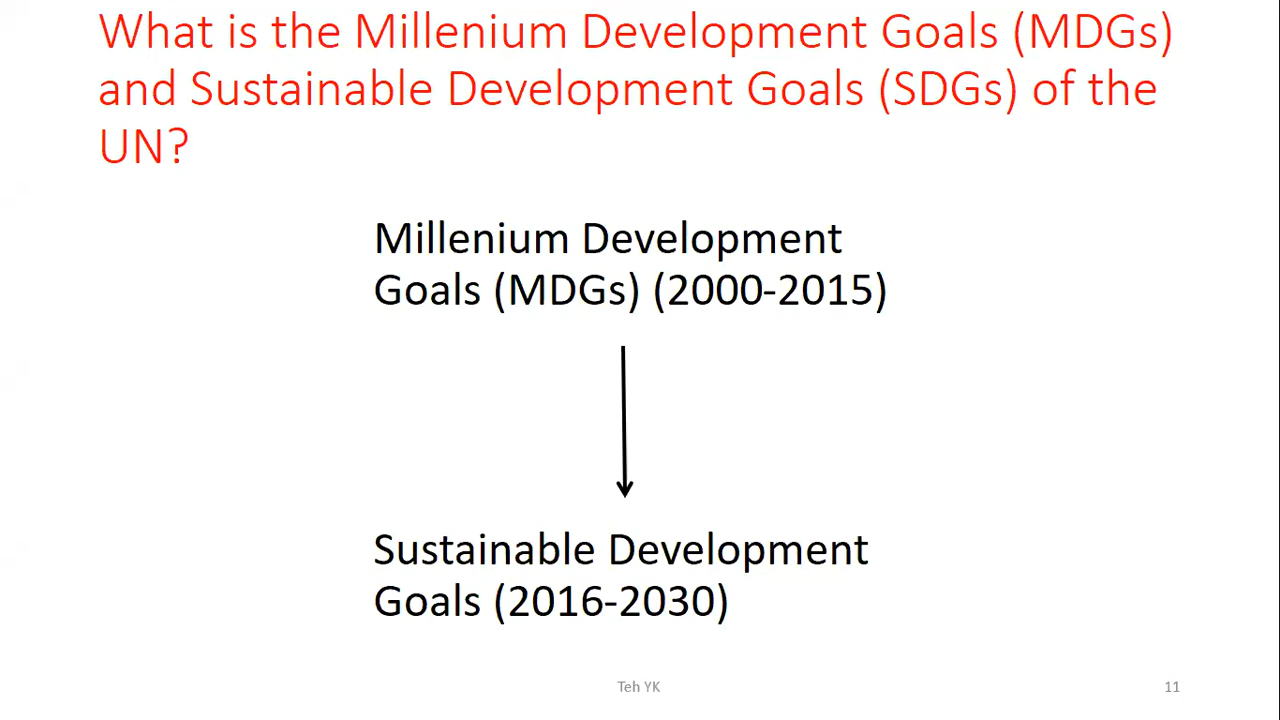 What is the Millenium Development Goals (MDGs)
and Sustainable Development Goals (SDGs) of the
UN?
Millenium Development
Goals (MDGs) (2000-2015)
Sustainable Development
Goals (2016-2030)
Teh YK
11